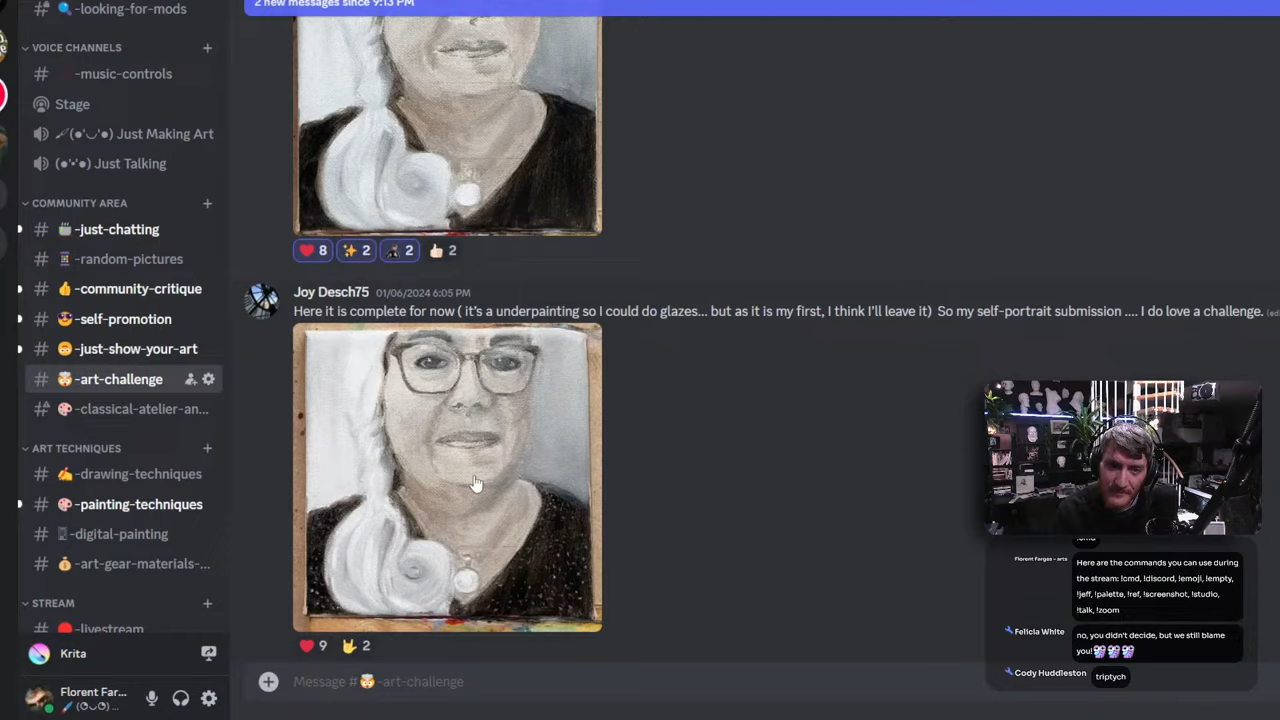 -looking-for-mods
2 new messages since 9:13 PM
VOICE CHANNELS
-music-controls
Stage
(●'◡'●) Just Making Art
(●'•'●) Just Talking
COMMUNITY AREA
-just-chatting
-random-pictures
-community-critique
-self-promotion
-just-show-your-art
-art-challenge
-classical-atelier-an...
ART TECHNIQUES
-drawing-techniques
-painting-techniques
-digital-painting
-art-gear-materials-...
STREAM
-livestream
Krita
Florent Far...
8
2
2
2
Joy Desch75 01/06/2024 6:05 PM
Here it is complete for now ( it's a underpainting so I could do glazes... but as it is my first, I think I'll leave it) So my self-portrait submission .... I do love a challenge.
9
2
Message #🤯-art-challenge
!cmd
Florent Farges - arts
Here are the commands you can use during
the stream: !cmd, !discord, !emoji, !empty,
!jeff, !palette, !ref, !screenshot, !studio,
!talk, !zoom
Felicia White
no, you didn't decide, but we still blame
you!
Cody Huddleston
triptych